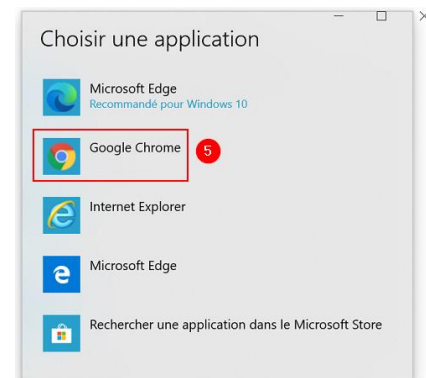 Choisir une application
Microsoft Edge
Recommandé pour Windows 10
Google Chrome
5
Internet Explorer
Microsoft Edge
Rechercher une application dans le Microsoft Store